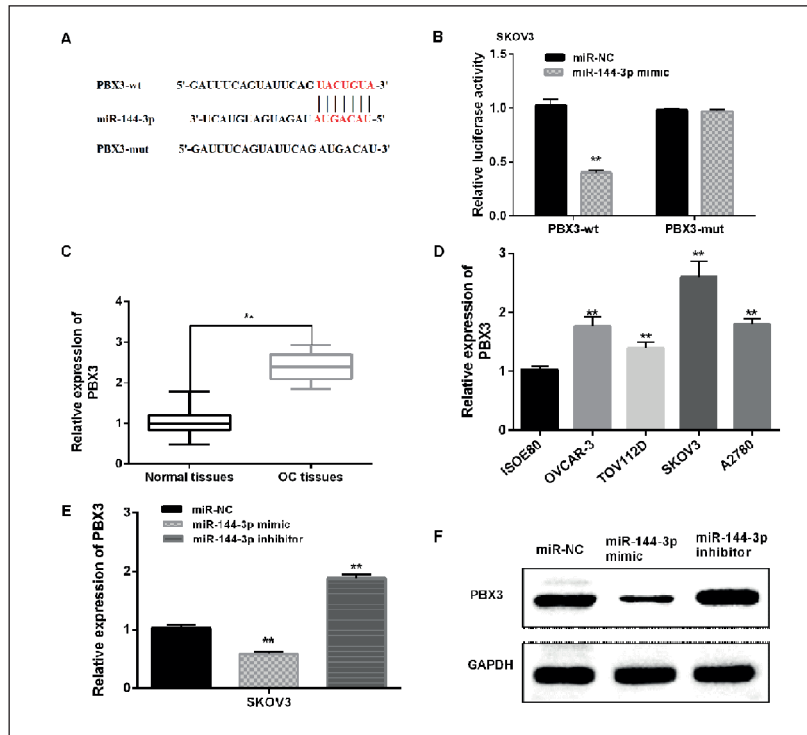 A
PBX3-wt 5'-GAUUUCAGUAUUCAG UACUGUA-3'
miR-144-3p 3'-UCAUGUAGUAGAU AUGACAU-5'
PBX3-mut 5'-GAUUUCAGUAUUCAG AUGACAU-3'
B
SKOV3
miR-NC
miR-144-3p mimic
Relative luciferase activity
1.5
1.0
0.5
0.0
**
PBX3-wt PBX3-mut
C
Relative expression of PBX3
4
3
2
1
0
**
Normal tissues OC tissues
D
Relative expression of PBX3
3
2
1
0
** ** ** **
ISOE80 OVCAR-3 TOV112D SKOV3 A2780
E
miR-NC
miR-144-3p mimic
miR-144-3p inhibitor
Relative expression of PBX3
3
2
1
0
** **
SKOV3
F
miR-NC miR-144-3p mimic miR-144-3p inhibitor
PBX3
GAPDH